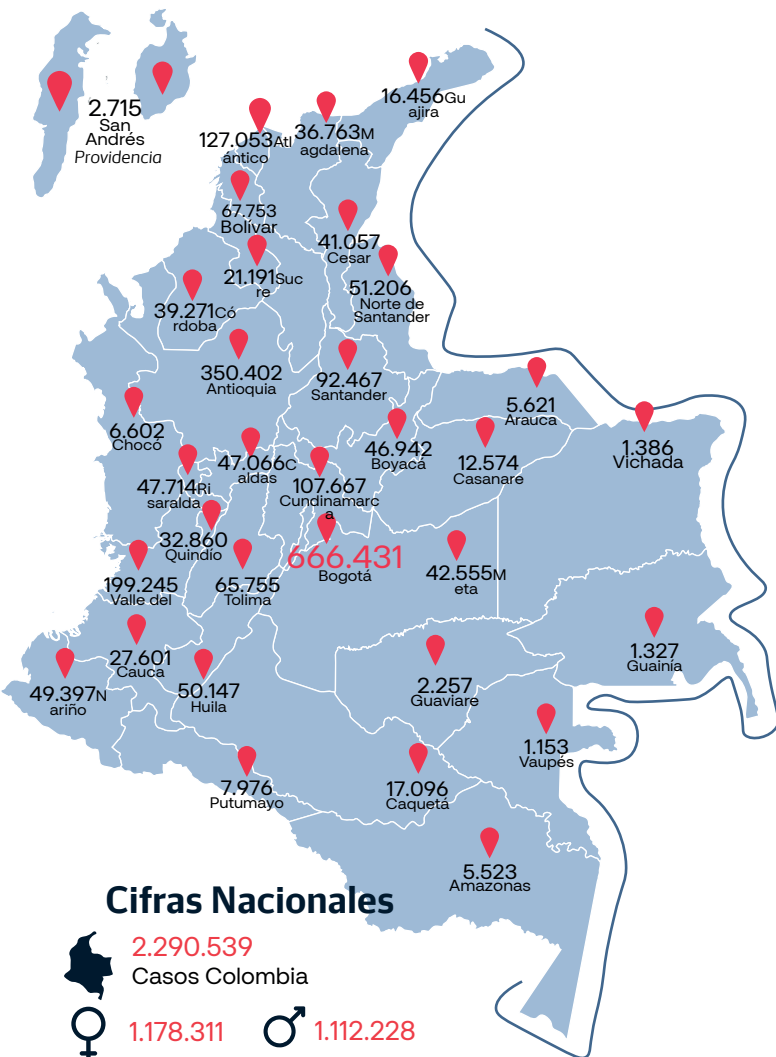 2.715
San
Andrés
Providencia
16.456Gu
ajira
127.053Atl
ántico
36.763M
agdalena
67.753
Bolívar
41.057
Cesar
21.191Suc
re
51.206
Norte de
Santander
39.271Có
rdoba
350.402
Antioquia
92.467
Santander
5.621
Arauca
6.602
Chocó
47.066C
aldas
46.942
Boyacá
12.574
Casanare
1.386
Vichada
47.714Ri
saralda
107.667
Cundinamarc
a
32.860
Quindío
666.431
Bogotá
199.245
Valle del
65.755
Tolima
42.555M
eta
27.601
Cauca
1.327
Guainía
49.397N
ariño
50.147
Huila
2.257
Guaviare
1.153
Vaupés
7.976
Putumayo
17.096
Caquetá
5.523
Amazonas
Cifras Nacionales
2.290.539
Casos Colombia
1.178.311
1.112.228